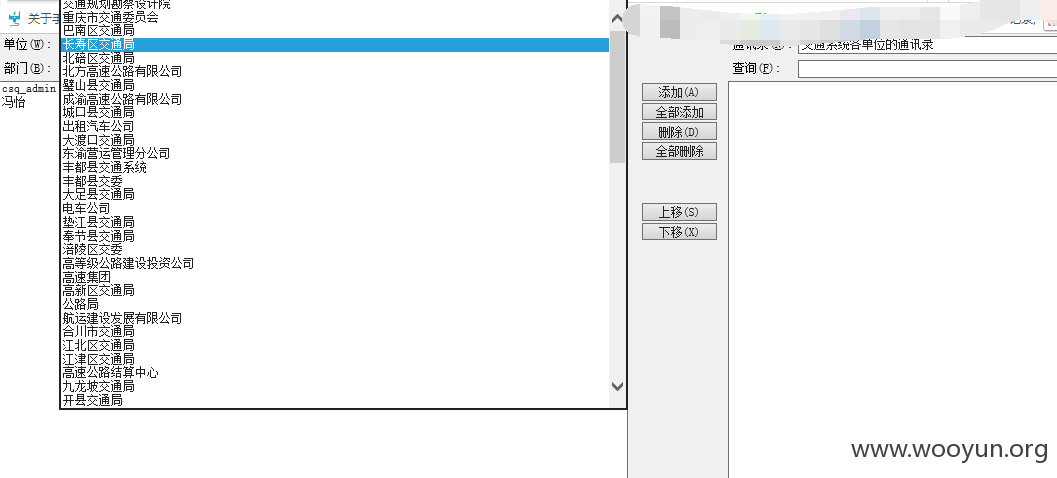 交通规划勘察设计院
重庆市交通委员会
关于
巴南区交通局
单位(W):
长寿区交通局
通讯录
交通系统各单位的通讯录
北碚区交通局
部门(B):
北方高速公路有限公司
查询(F):
璧山县交通局
csq_admin
冯怡
成渝高速公路有限公司
城口县交通局
出租汽车公司
大渡口交通局
东渝营运管理分公司
丰都县交通系统
丰都县交委
大足县交通局
电车公司
垫江县交通局
奉节县交通局
涪陵区交委
高等级公路建设投资公司
高速集团
高新区交通局
公路局
航运建设发展有限公司
合川市交通局
江北区交通局
江津区交通局
高速公路结算中心
九龙坡交通局
开县交通局
添加(A)
全部添加
删除(D)
全部删除
上移(S)
下移(X)
www.wooyun.org